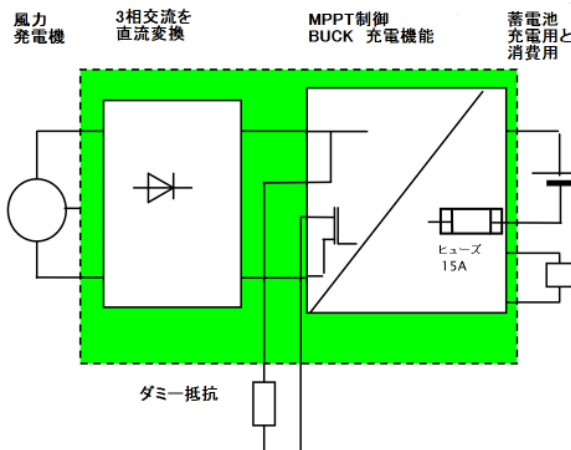 風力
発電機
3相交流を
直流変換
MPPT制御
BUCK 充電機能
蓄電池
充電用と
消費用
ヒューズ
15A
ダミー抵抗